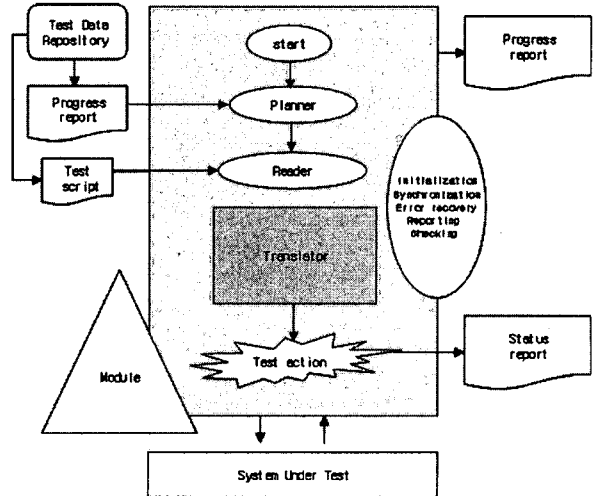 Test Data
Repository
start
Progress
report
Progress
report
Planner
Test
script
Reader
Initialization
Synchronization
Error recovery
Reporting
Checking
Translator
Status
report
Test action
Module
System Under Test